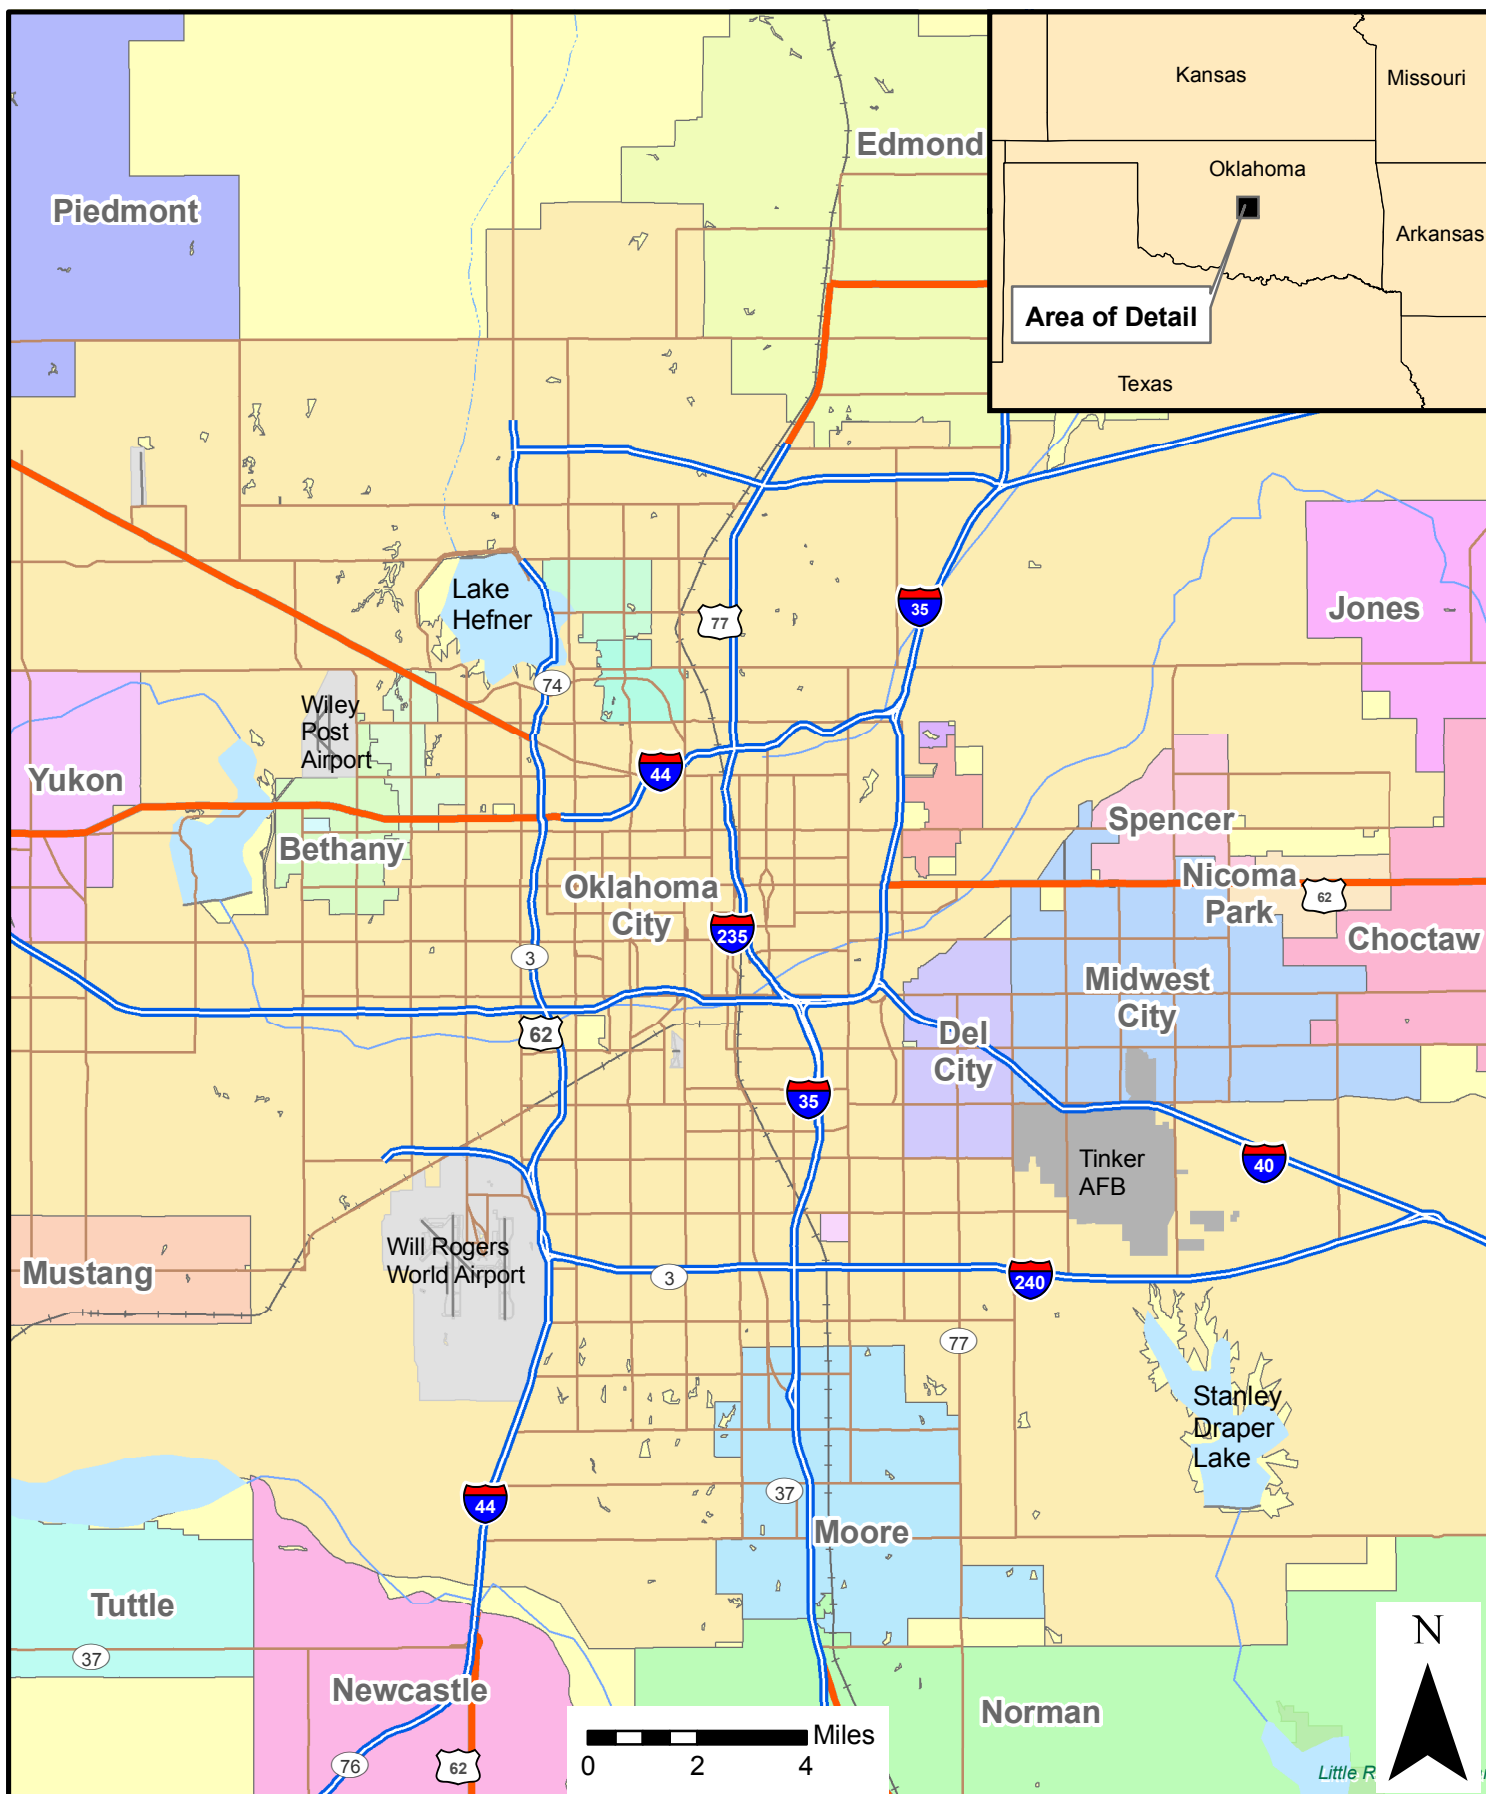 Kansas
Missouri
Edmond
Oklahoma
Piedmont
Arkansas
Area of Detail
Texas
Lake
Hefner
35
77
Jones
74
Wiley
Post
Airport
44
Yukon
Spencer
Bethany
Nicoma
Park
62
Oklahoma
City
235
Choctaw
3
Midwest
City
62
Del
City
35
Tinker
AFB
40
Will Rogers
World Airport
Mustang
3
240
77
Stanley
Draper
Lake
37
44
Moore
Tuttle
37
N
Newcastle
Norman
Miles
0
2
4
76
62
Little R